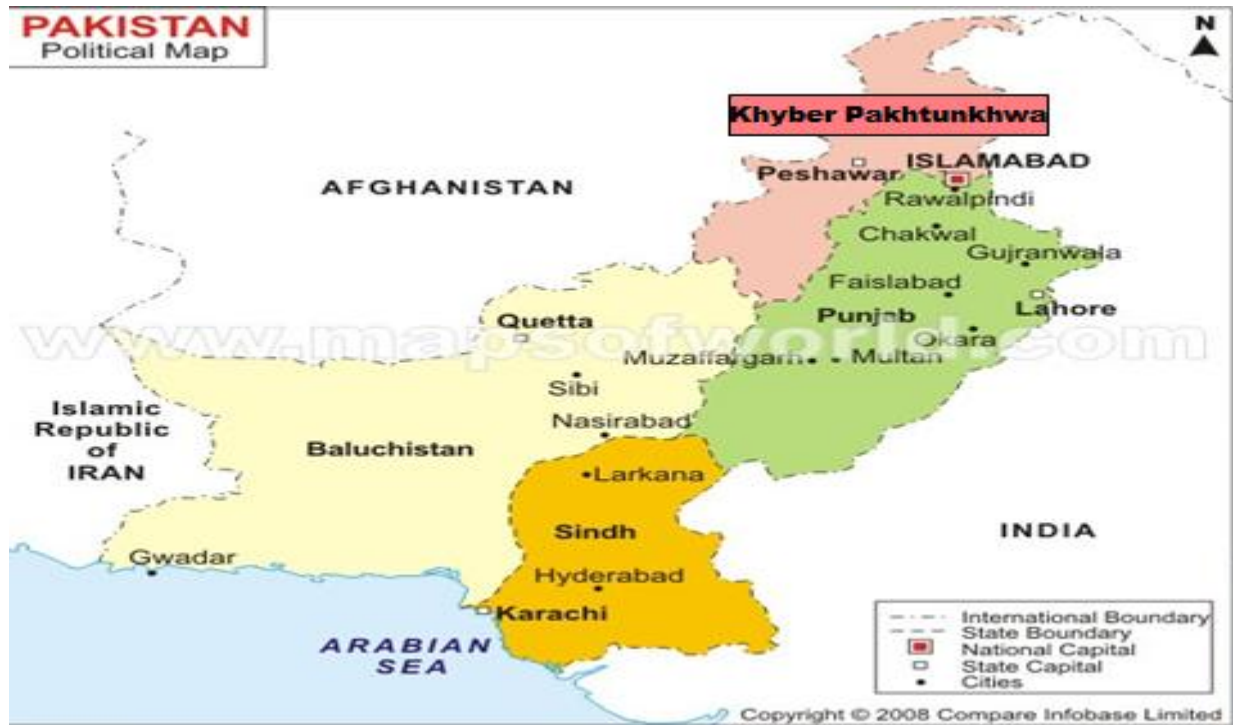 PAKISTAN
Political Map
N
Khyber Pakhtunkhwa
ISLAMABAD
Peshawar
AFGHANISTAN
Rawalpindi
Chakwal
Gujranwala
Faislabad
Lahore
Punjab
Quetta
Okara
www.mapsofworld.com
Muzaffargarh
Multan
Sibi
Islamic
Republic
of
IRAN
Nasirabad
Baluchistan
Larkana
Sindh
INDIA
Gwadar
Hyderabad
Karachi
ARABIAN
SEA
International Boundary
State Boundary
National Capital
State Capital
Cities
Copyright © 2008 Compare Infobase Limited